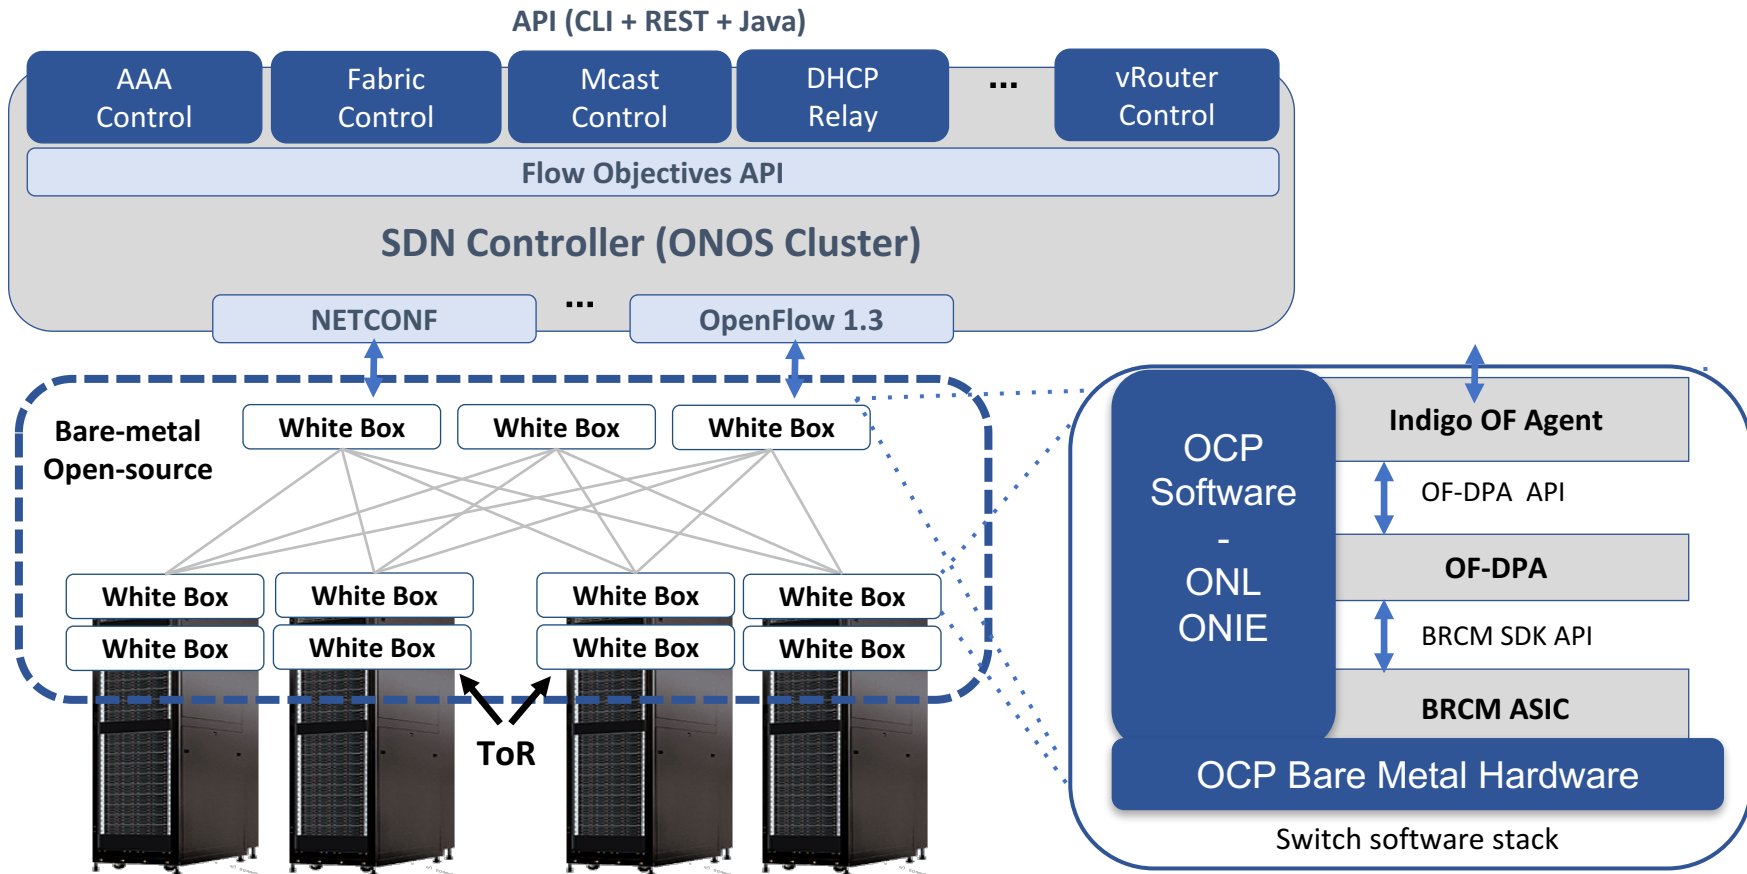 API (CLI + REST + Java)
AAA
Control
Fabric
Control
Mcast
Control
DHCP
Relay
...
vRouter
Control
Flow Objectives API
SDN Controller (ONOS Cluster)
NETCONF
...
OpenFlow 1.3
Bare-metal
Open-source
White Box
White Box
White Box
White Box
White Box
White Box
White Box
White Box
White Box
White Box
White Box
ToR
OCP
Software
-
ONL
ONIE
Indigo OF Agent
OF-DPA API
OF-DPA
BRCM SDK API
BRCM ASIC
OCP Bare Metal Hardware
Switch software stack